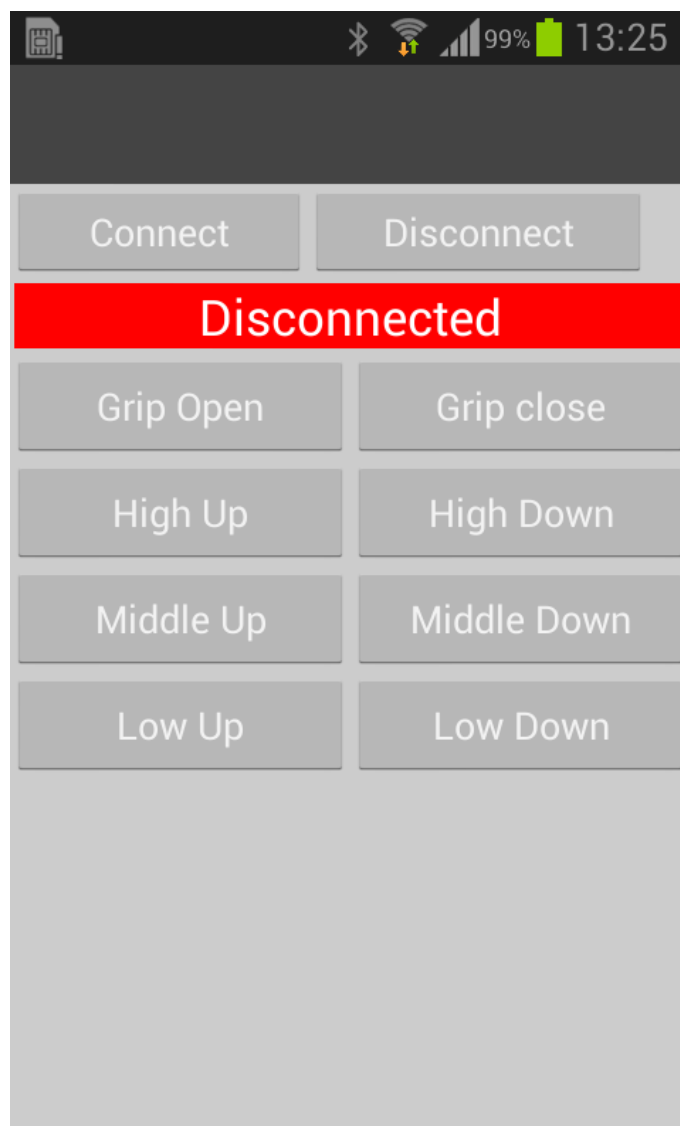 99% 13:25
Connect Disconnect
Disconnected
Grip Open Grip close
High Up High Down
Middle Up Middle Down
Low Up Low Down